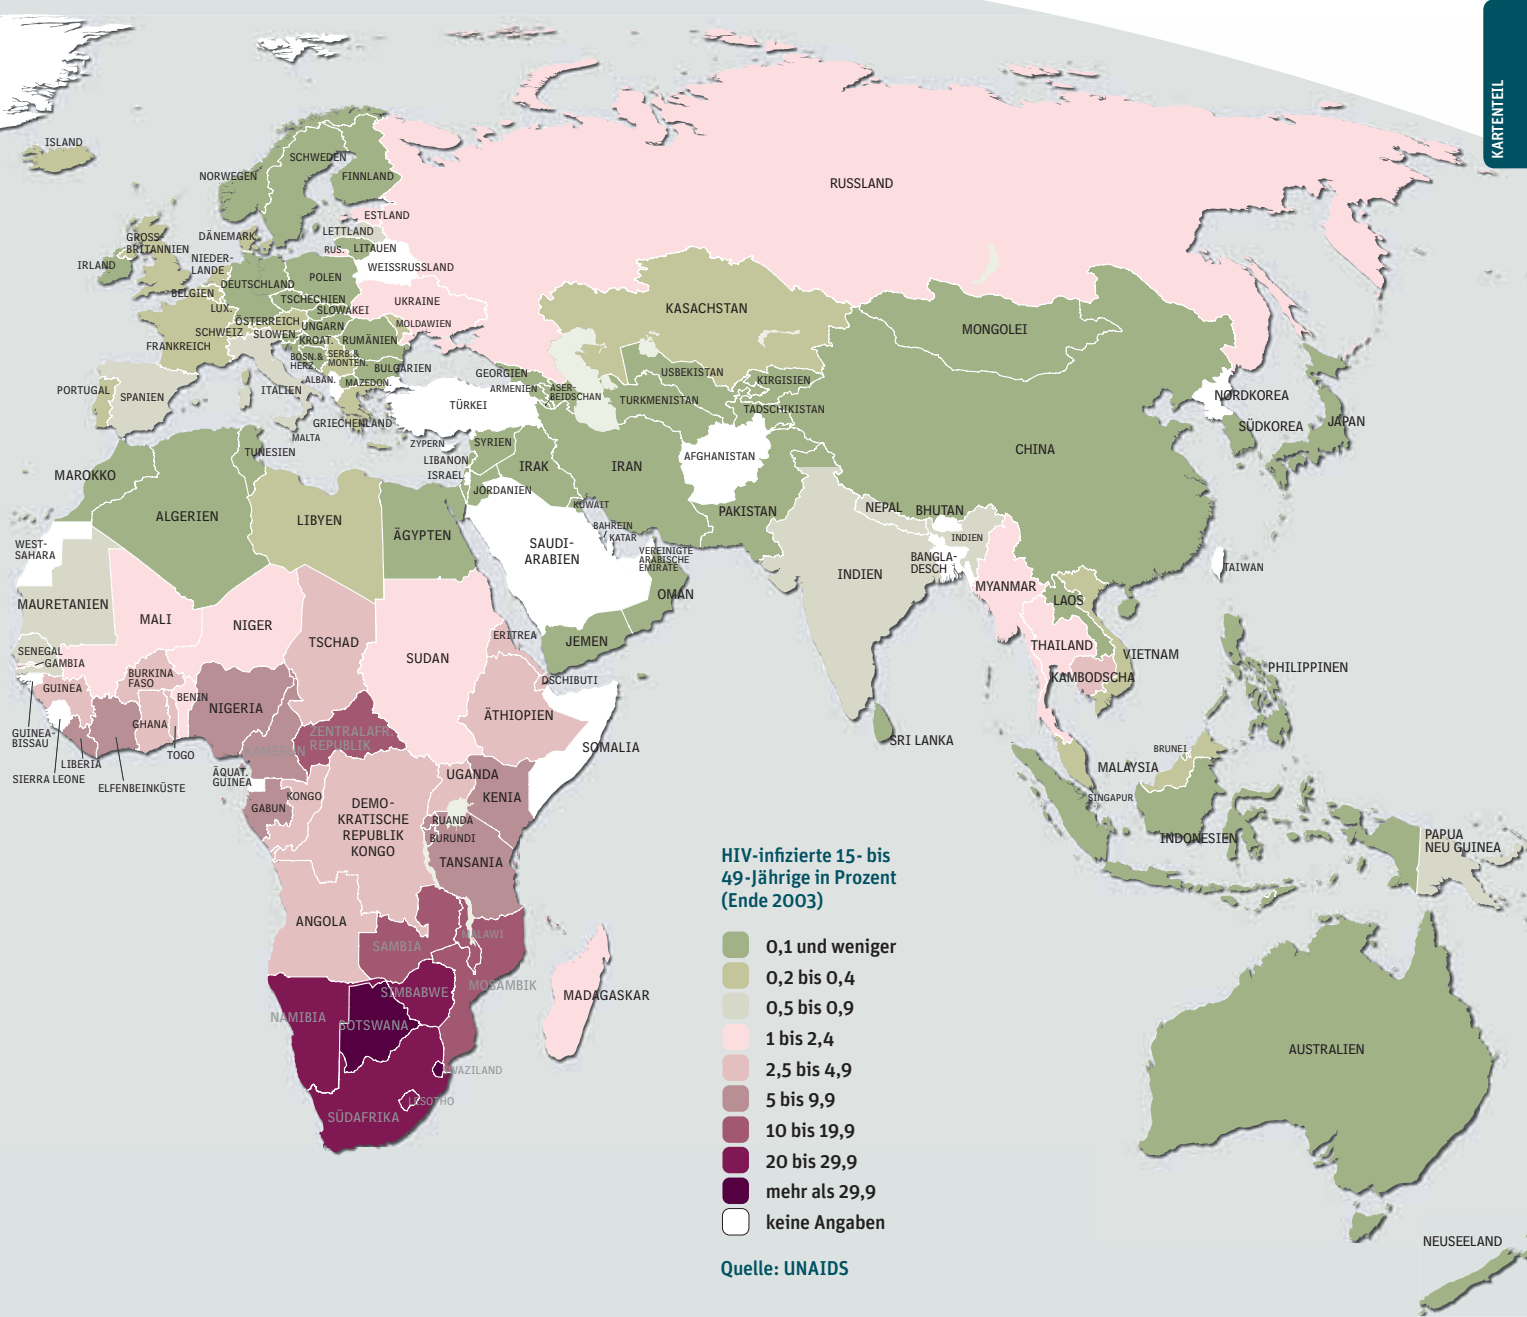 KARTENTEIL
ISLAND
SCHWEDEN
NORWEGEN
FINNLAND
RUSSLAND
ESTLAND
LETTLAND
GROSS-
BRITANNIEN
DÄNEMARK
RUS.
LITAUEN
IRLAND
NIEDER-
LANDE
WEISSRUSSLAND
POLEN
DEUTSCHLAND
BELGIEN
TSCHECHIEN
UKRAINE
LUX.
SLOWAKEI
KASACHSTAN
ÖSTERREICH
UNGARN
MOLDAWIEN
SCHWEIZ
SLOWEN.
KROAT.
RUMÄNIEN
MONGOLEI
FRANKREICH
BOSN.&
HERZ.
SERB.&
MONTEN.
BULGARIEN
GEORGIEN
USBEKISTAN
ALBAN.
MAZEDON.
ARMENIEN
ASER-
BEIDSCHAN
KIRGISIEN
PORTUGAL
SPANIEN
ITALIEN
TÜRKEI
TURKMENISTAN
TADSCHIKISTAN
NORDKOREA
SÜDKOREA
JAPAN
GRIECHENLAND
MALTA
ZYPERN
SYRIEN
TUNESIEN
LIBANON
ISRAEL
IRAK
IRAN
AFGHANISTAN
CHINA
MAROKKO
JORDANIEN
KUWAIT
PAKISTAN
NEPAL
BHUTAN
ALGERIEN
LIBYEN
ÄGYPTEN
BAHREIN
KATAR
INDIEN
WEST-
SAHARA
SAUDI-
ARABIEN
VEREINIGTE
ARABISCHE
EMIRATE
BANGLA-
DESCH
TAIWAN
INDIEN
MYANMAR
OMAN
LAOS
MAURETANIEN
MALI
NIGER
TSCHAD
ERITREA
JEMEN
THAILAND
VIETNAM
SENEGAL
GAMBIA
SUDAN
PHILIPPINEN
BURKINA
FASO
KAMBODSCHA
GUINEA
BENIN
DSCHIBUTI
NIGERIA
ÄTHIOPIEN
GHANA
ZENTRALAFR.
REPUBLIK
GUINEA-
BISSAU
SOMALIA
SRI LANKA
KAMERUN
BRUNEI
TOGO
LIBERIA
MALAYSIA
SIERRA LEONE
ÄQUAT.
GUINEA
UGANDA
ELFENBEINKÜSTE
KONGO
KENIA
SINGAPUR
GABUN
DEMO-
KRATISCHE
REPUBLIK
KONGO
RUANDA
BURUNDI
INDONESIEN
PAPUA
NEU GUINEA
TANSANIA
ANGOLA
MALAWI
SAMBIA
MOSAMBIK
SIMBABWE
MADAGASKAR
NAMIBIA
BOTSWANA
AUSTRALIEN
SWAZILAND
LESOTHO
SÜDAFRIKA
NEUSEELAND
HIV-infizierte 15- bis
49-Jährige in Prozent
(Ende 2003)
0,1 und weniger
0,2 bis 0,4
0,5 bis 0,9
1 bis 2,4
2,5 bis 4,9
5 bis 9,9
10 bis 19,9
20 bis 29,9
mehr als 29,9
keine Angaben
Quelle: UNAIDS